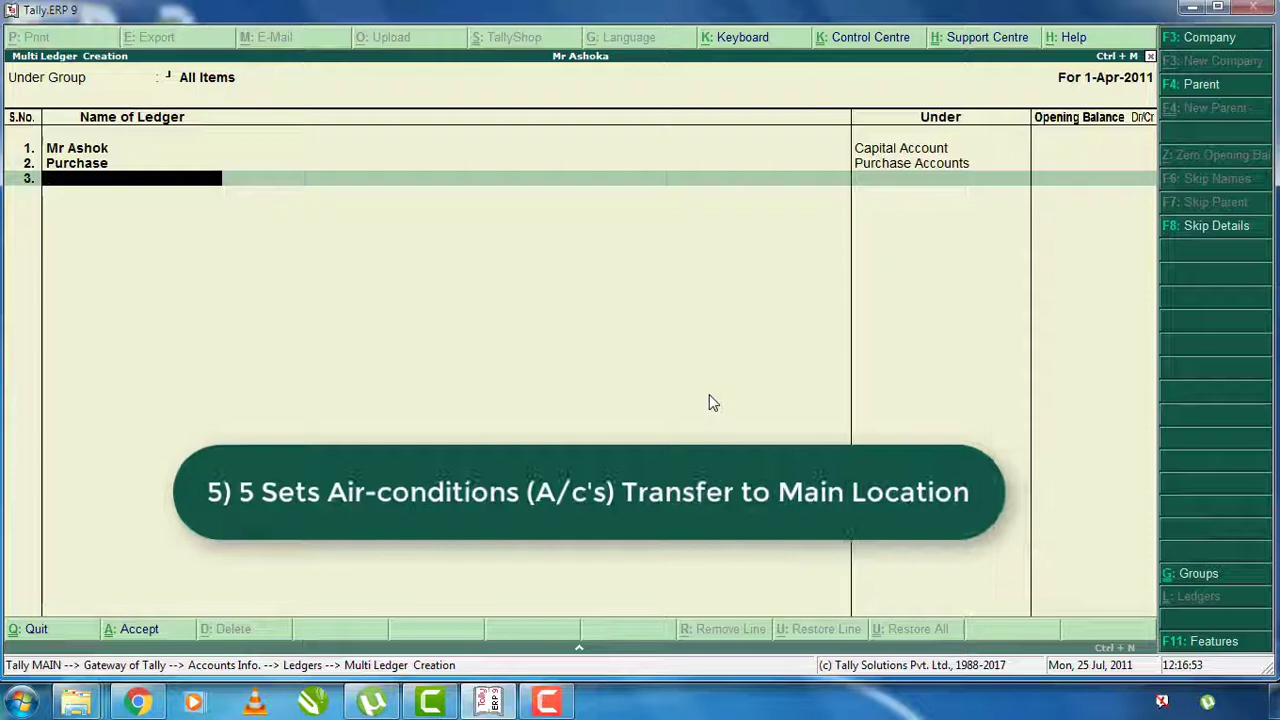 Tally.ERP 9
P: Print E: Export M: E-Mail O: Upload S: TallyShop G: Language K: Keyboard K: Control Centre H: Support Centre H: Help F3: Company
Multi Ledger Creation Mr Ashoka Ctrl + M F3: New Company
Under Group : All Items For 1-Apr-2011 F4: Parent
F4: New Parent
S.No. Name of Ledger Under Opening Balance Dr/Cr
1. Mr Ashok Capital Account
Z: Zero Opening Bal
2. Purchase Purchase Accounts
3. F6: Skip Names
F7: Skip Parent
F8: Skip Details
5) 5 Sets Air-conditions (A/c's) Transfer to Main Location
G: Groups
L: Ledgers
Q: Quit A: Accept D: Delete R: Remove Line U: Restore Line U: Restore All
F11: Features
Ctrl + N
Tally MAIN --> Gateway of Tally --> Accounts Info. --> Ledgers --> Multi Ledger Creation (c) Tally Solutions Pvt. Ltd., 1988-2017 Mon, 25 Jul, 2011 12:16:53
Tally ERP 9